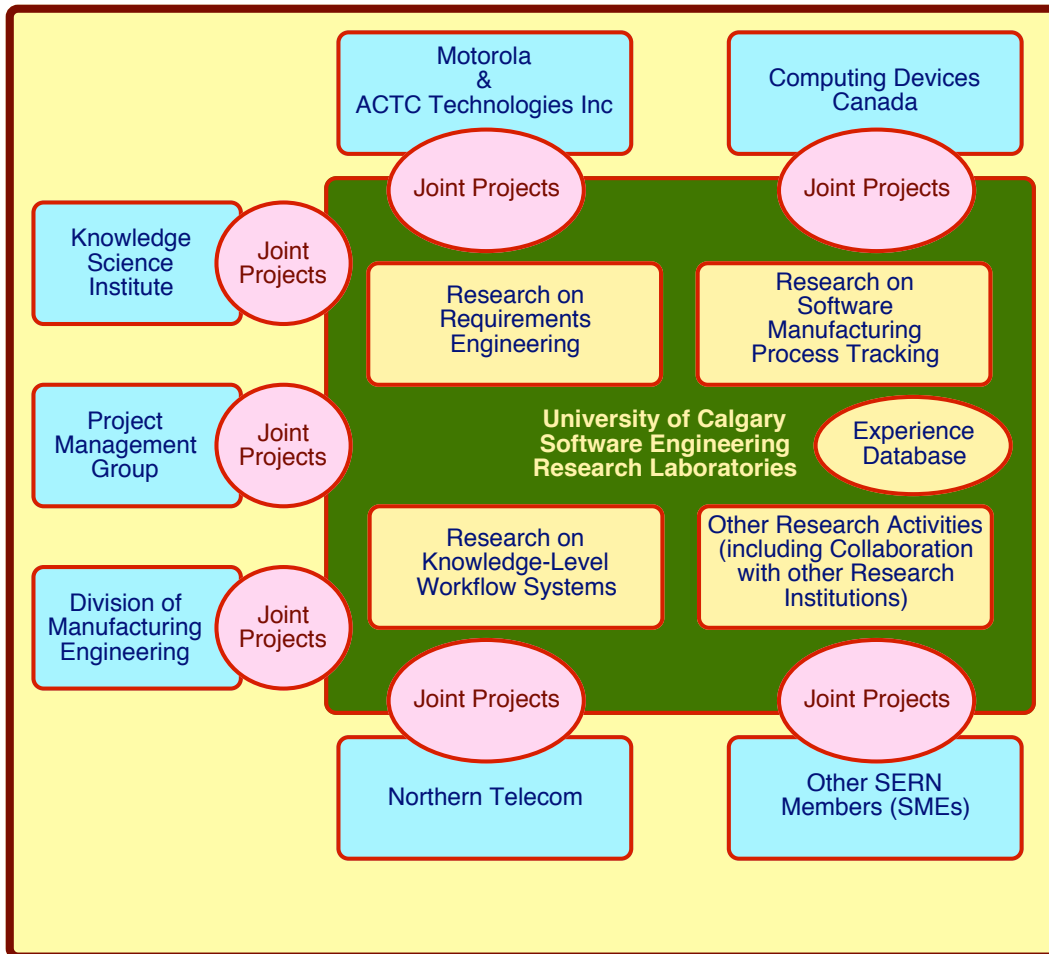 Motorola
&
ACTC Technologies Inc
Computing Devices
Canada
Joint Projects
Joint Projects
Knowledge
Science
Institute
Joint
Projects
Research on
Requirements
Engineering
Research on
Software
Manufacturing
Process Tracking
Project
Management
Group
Joint
Projects
University of Calgary
Software Engineering
Research Laboratories
Experience
Database
Research on
Knowledge-Level
Workflow Systems
Other Research Activities
(including Collaboration
with other Research
Institutions)
Division of
Manufacturing
Engineering
Joint
Projects
Joint Projects
Joint Projects
Northern Telecom
Other SERN
Members (SMEs)